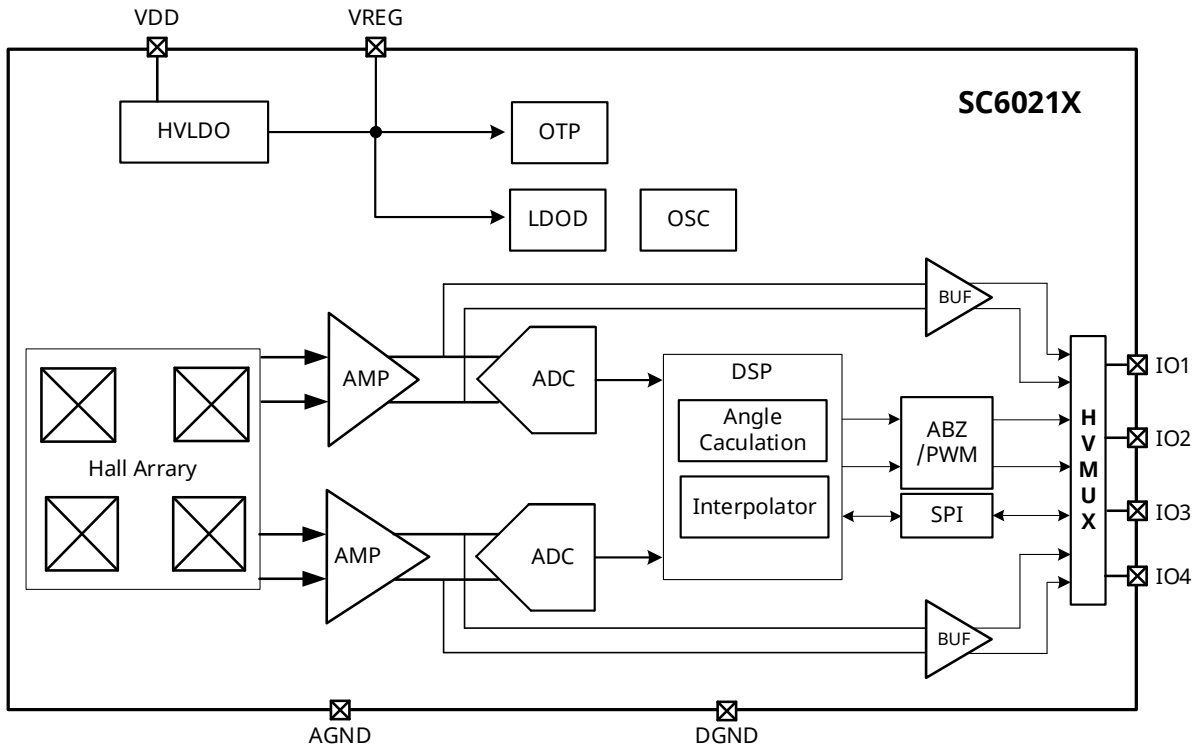 VDD
VREG
SC6021X
HVLDO
OTP
LDOD
OSC
BUF
AMP
ADC
DSP
Angle
Caculation
Interpolator
ABZ
/PWM
SPI
H
V
M
U
X
IO1
IO2
IO3
IO4
Hall Arrary
AMP
ADC
BUF
AGND
DGND